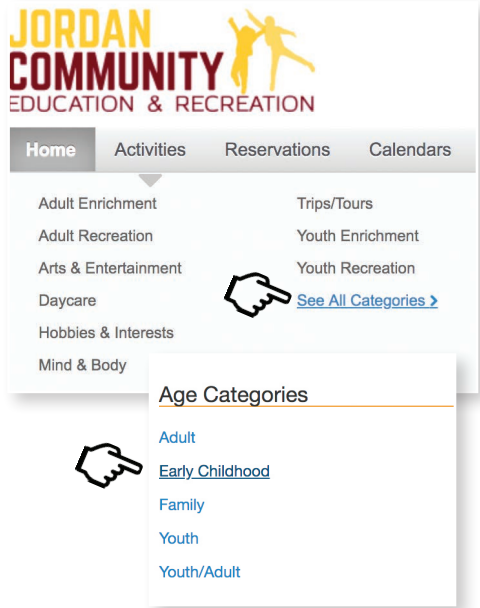 JORDAN
COMMUNITY
EDUCATION & RECREATION
Home Activities Reservations Calendars
Adult Enrichment
Adult Recreation
Arts & Entertainment
Daycare
Hobbies & Interests
Mind & Body
Trips/Tours
Youth Enrichment
Youth Recreation
See All Categories >
Age Categories
Adult
Early Childhood
Family
Youth
Youth/Adult